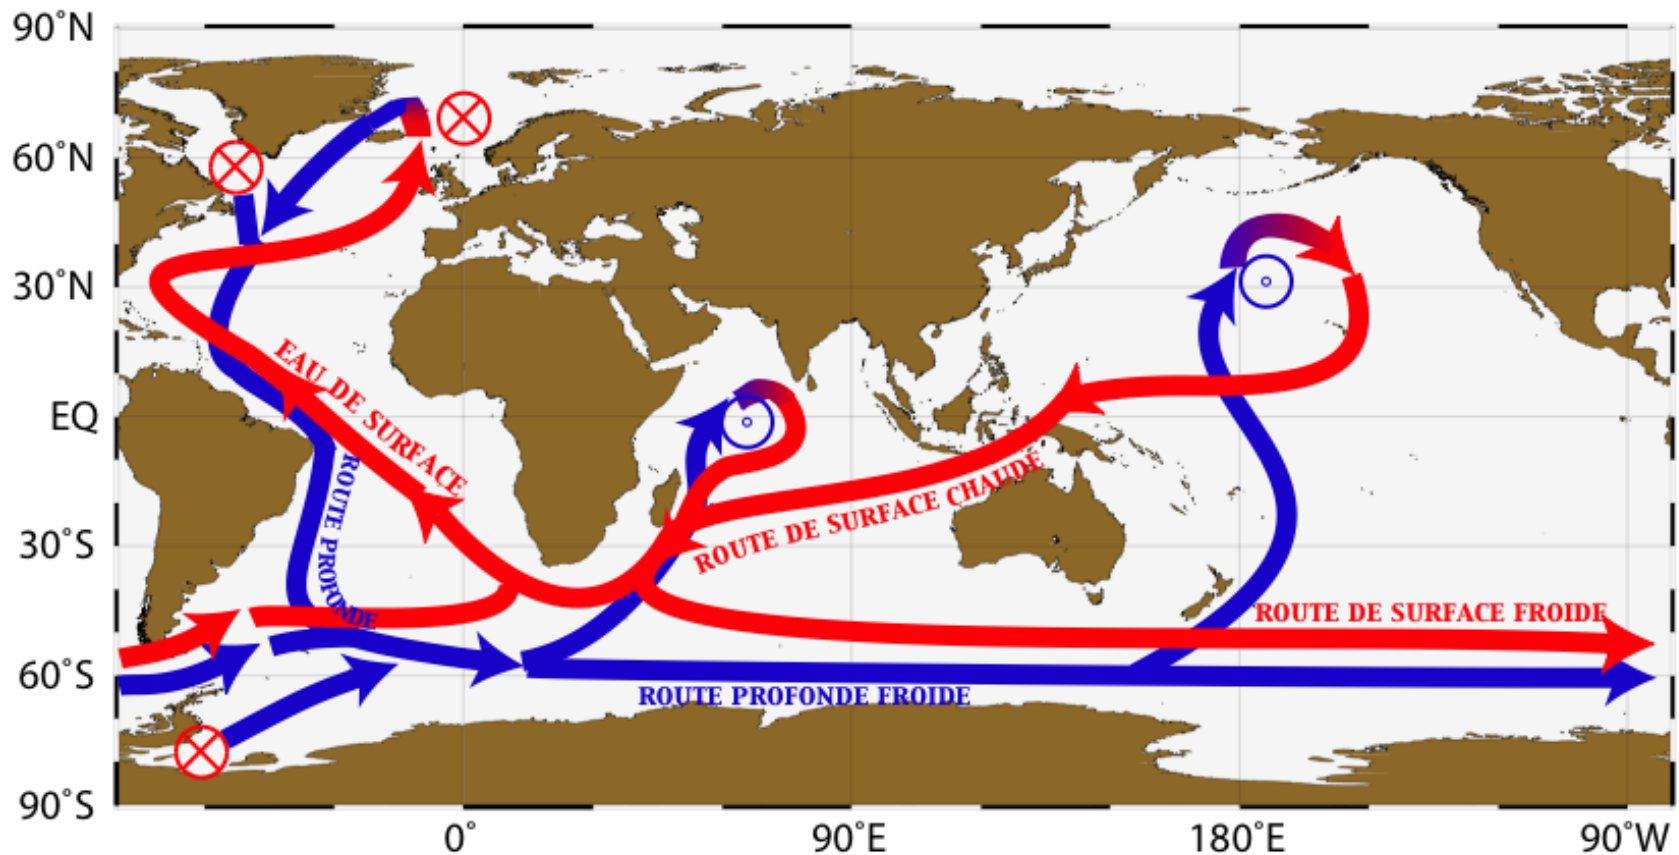 90°N
60°N
30°N
EQ
30°S
60°S
90°S
EAU DE SURFACE
ROUTE PROFONDE
ROUTE DE SURFACE CHAUDE
ROUTE DE SURFACE FROIDE
ROUTE PROFONDE FROIDE
0°
90°E
180°E
90°W